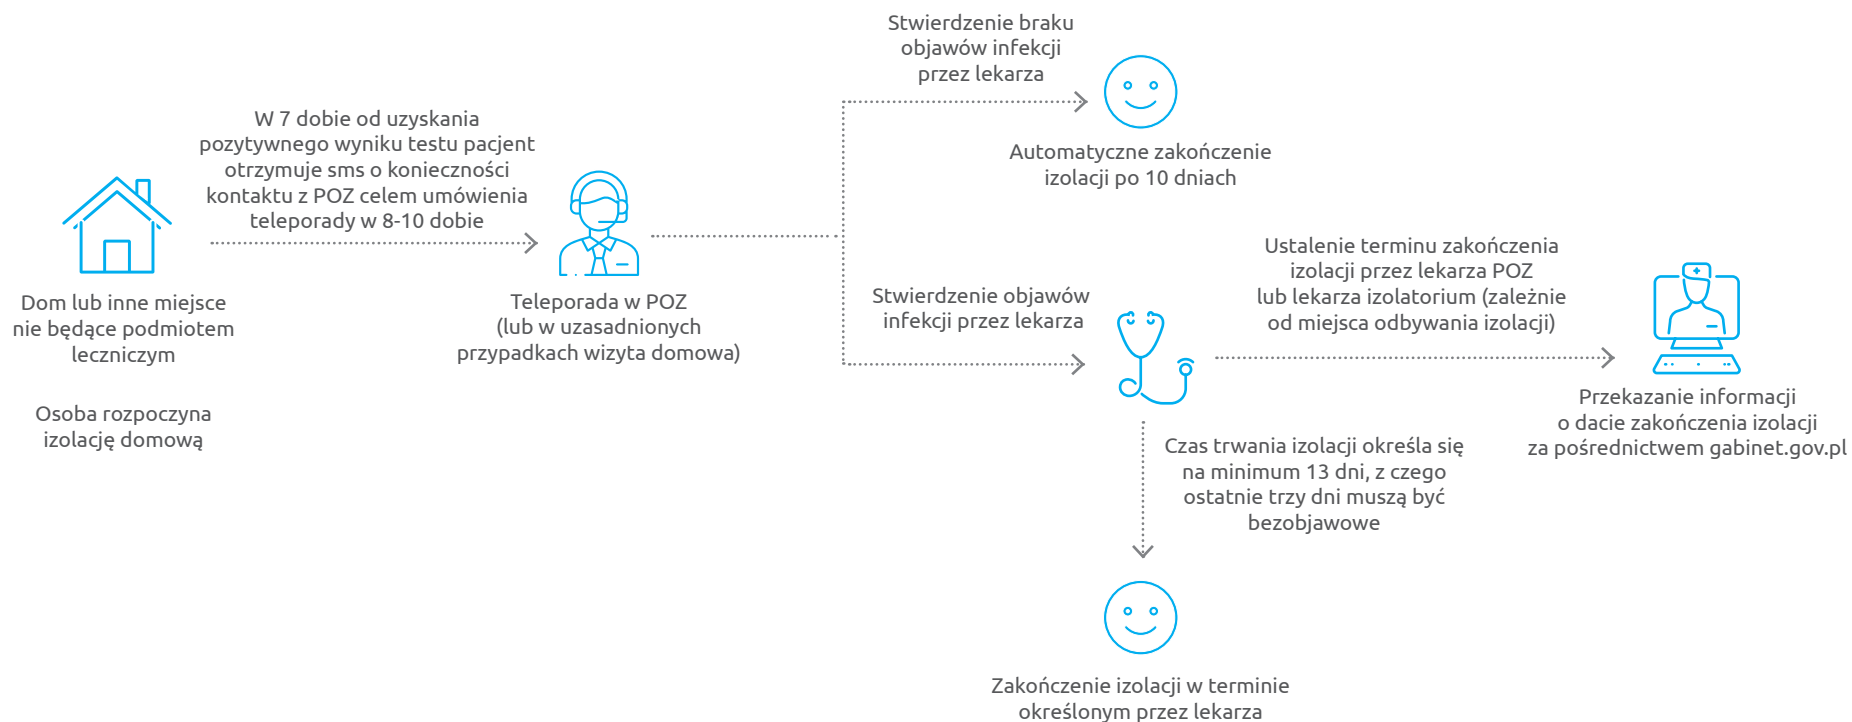 Stwierdzenie braku
objawów infekcji
przez lekarza
W 7 dobie od uzyskania
pozytywnego wyniku testu pacjent
otrzymuje sms o konieczności
kontaktu z POZ celem umówienia
teleporady w 8-10 dobie
Automatyczne zakończenie
izolacji po 10 dniach
Dom lub inne miejsce
nie będące podmiotem
leczniczym
Osoba rozpoczyna
izolację domową
Teleporada w POZ
(lub w uzasadnionych
przypadkach wizyta domowa)
Stwierdzenie objawów
infekcji przez lekarza
Ustalenie terminu zakończenia
izolacji przez lekarza POZ
lub lekarza izolatorium (zależnie
od miejsca odbywania izolacji)
Przekazanie informacji
o dacie zakończenia izolacji
za pośrednictwem gabinet.gov.pl
Czas trwania izolacji określa się
na minimum 13 dni, z czego
ostatnie trzy dni muszą być
bezobjawowe
Zakończenie izolacji w terminie
określonym przez lekarza